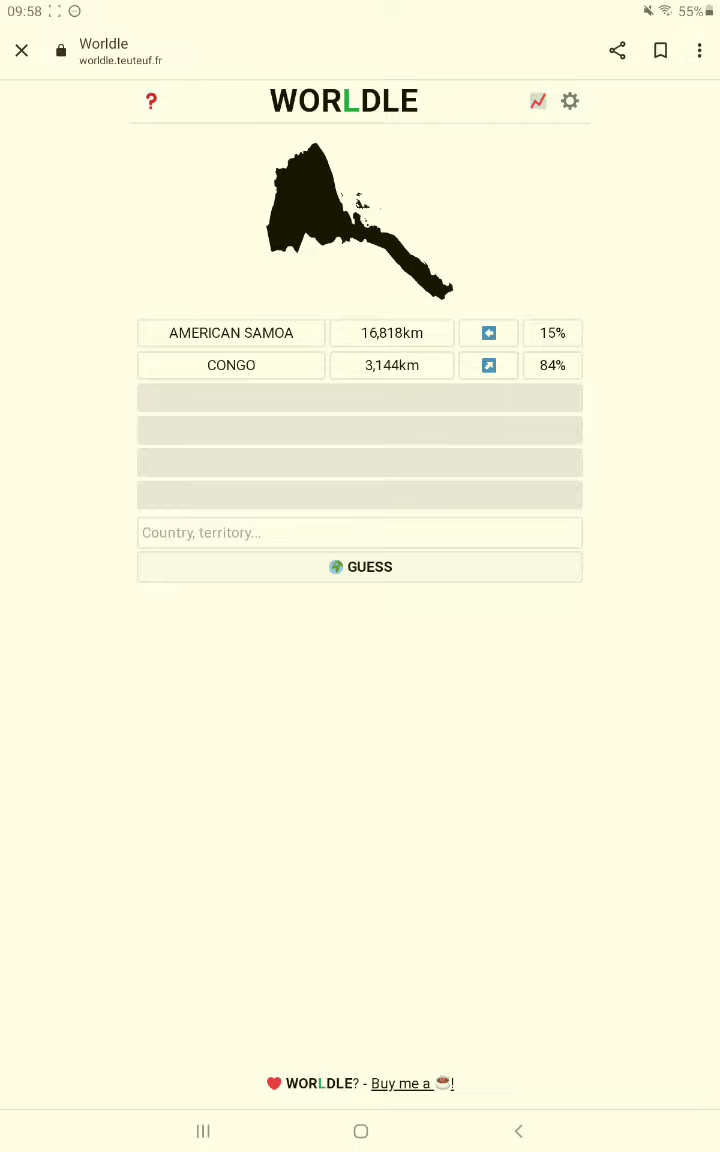 09:58 55%
Worldle
worldle.teuteuf.fr
❓ WORLDLE
AMERICAN SAMOA 16,818km ⬅️ 15%
CONGO 3,144km ↗️ 84%
Country, territory...
🌍 GUESS
❤️ WORLDLE? - Buy me a ☕!